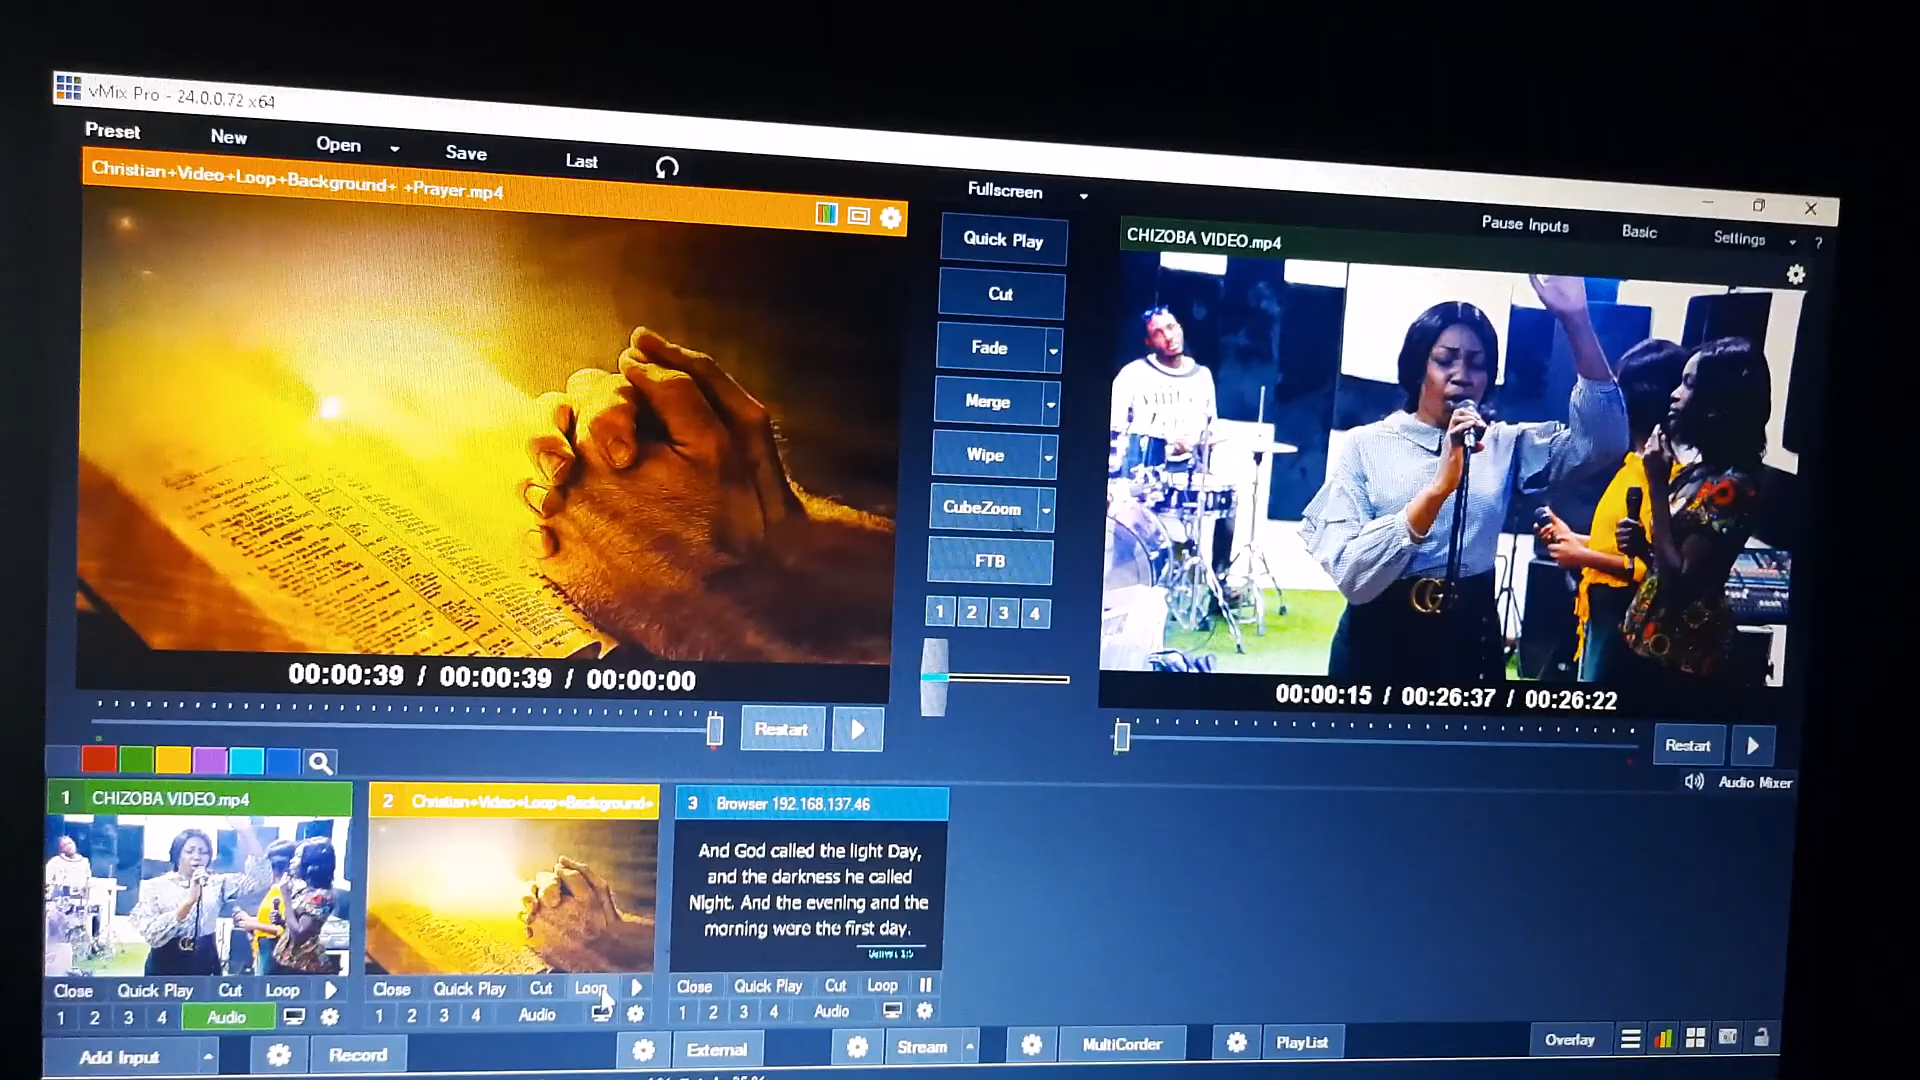 vMix Pro - 24.0.0.72 x64
Preset New Open Save Last
Christian+Video+Loop+Background+ +Prayer.mp4
Fullscreen
Pause Inputs Basic Settings ?
CHIZOBA VIDEO.mp4
Quick Play
Cut
Fade
Merge
Wipe
CubeZoom
FTB
1 2 3 4
00:00:39 / 00:00:39 / 00:00:00
00:00:15 / 00:26:37 / 00:26:22
Restart
Restart
Audio Mixer
1 CHIZOBA VIDEO.mp4
2 Christian+Video+Loop+Background+
3 Browser 192.168.137.46
And God called the light Day,
and the darkness he called
Night. And the evening and the
morning were the first day.
Close Quick Play Cut Loop
1 2 3 4 Audio
Close Quick Play Cut Loop
1 2 3 4 Audio
Close Quick Play Cut Loop
1 2 3 4 Audio
Add Input Record External Stream MultiCorder PlayList Overlay